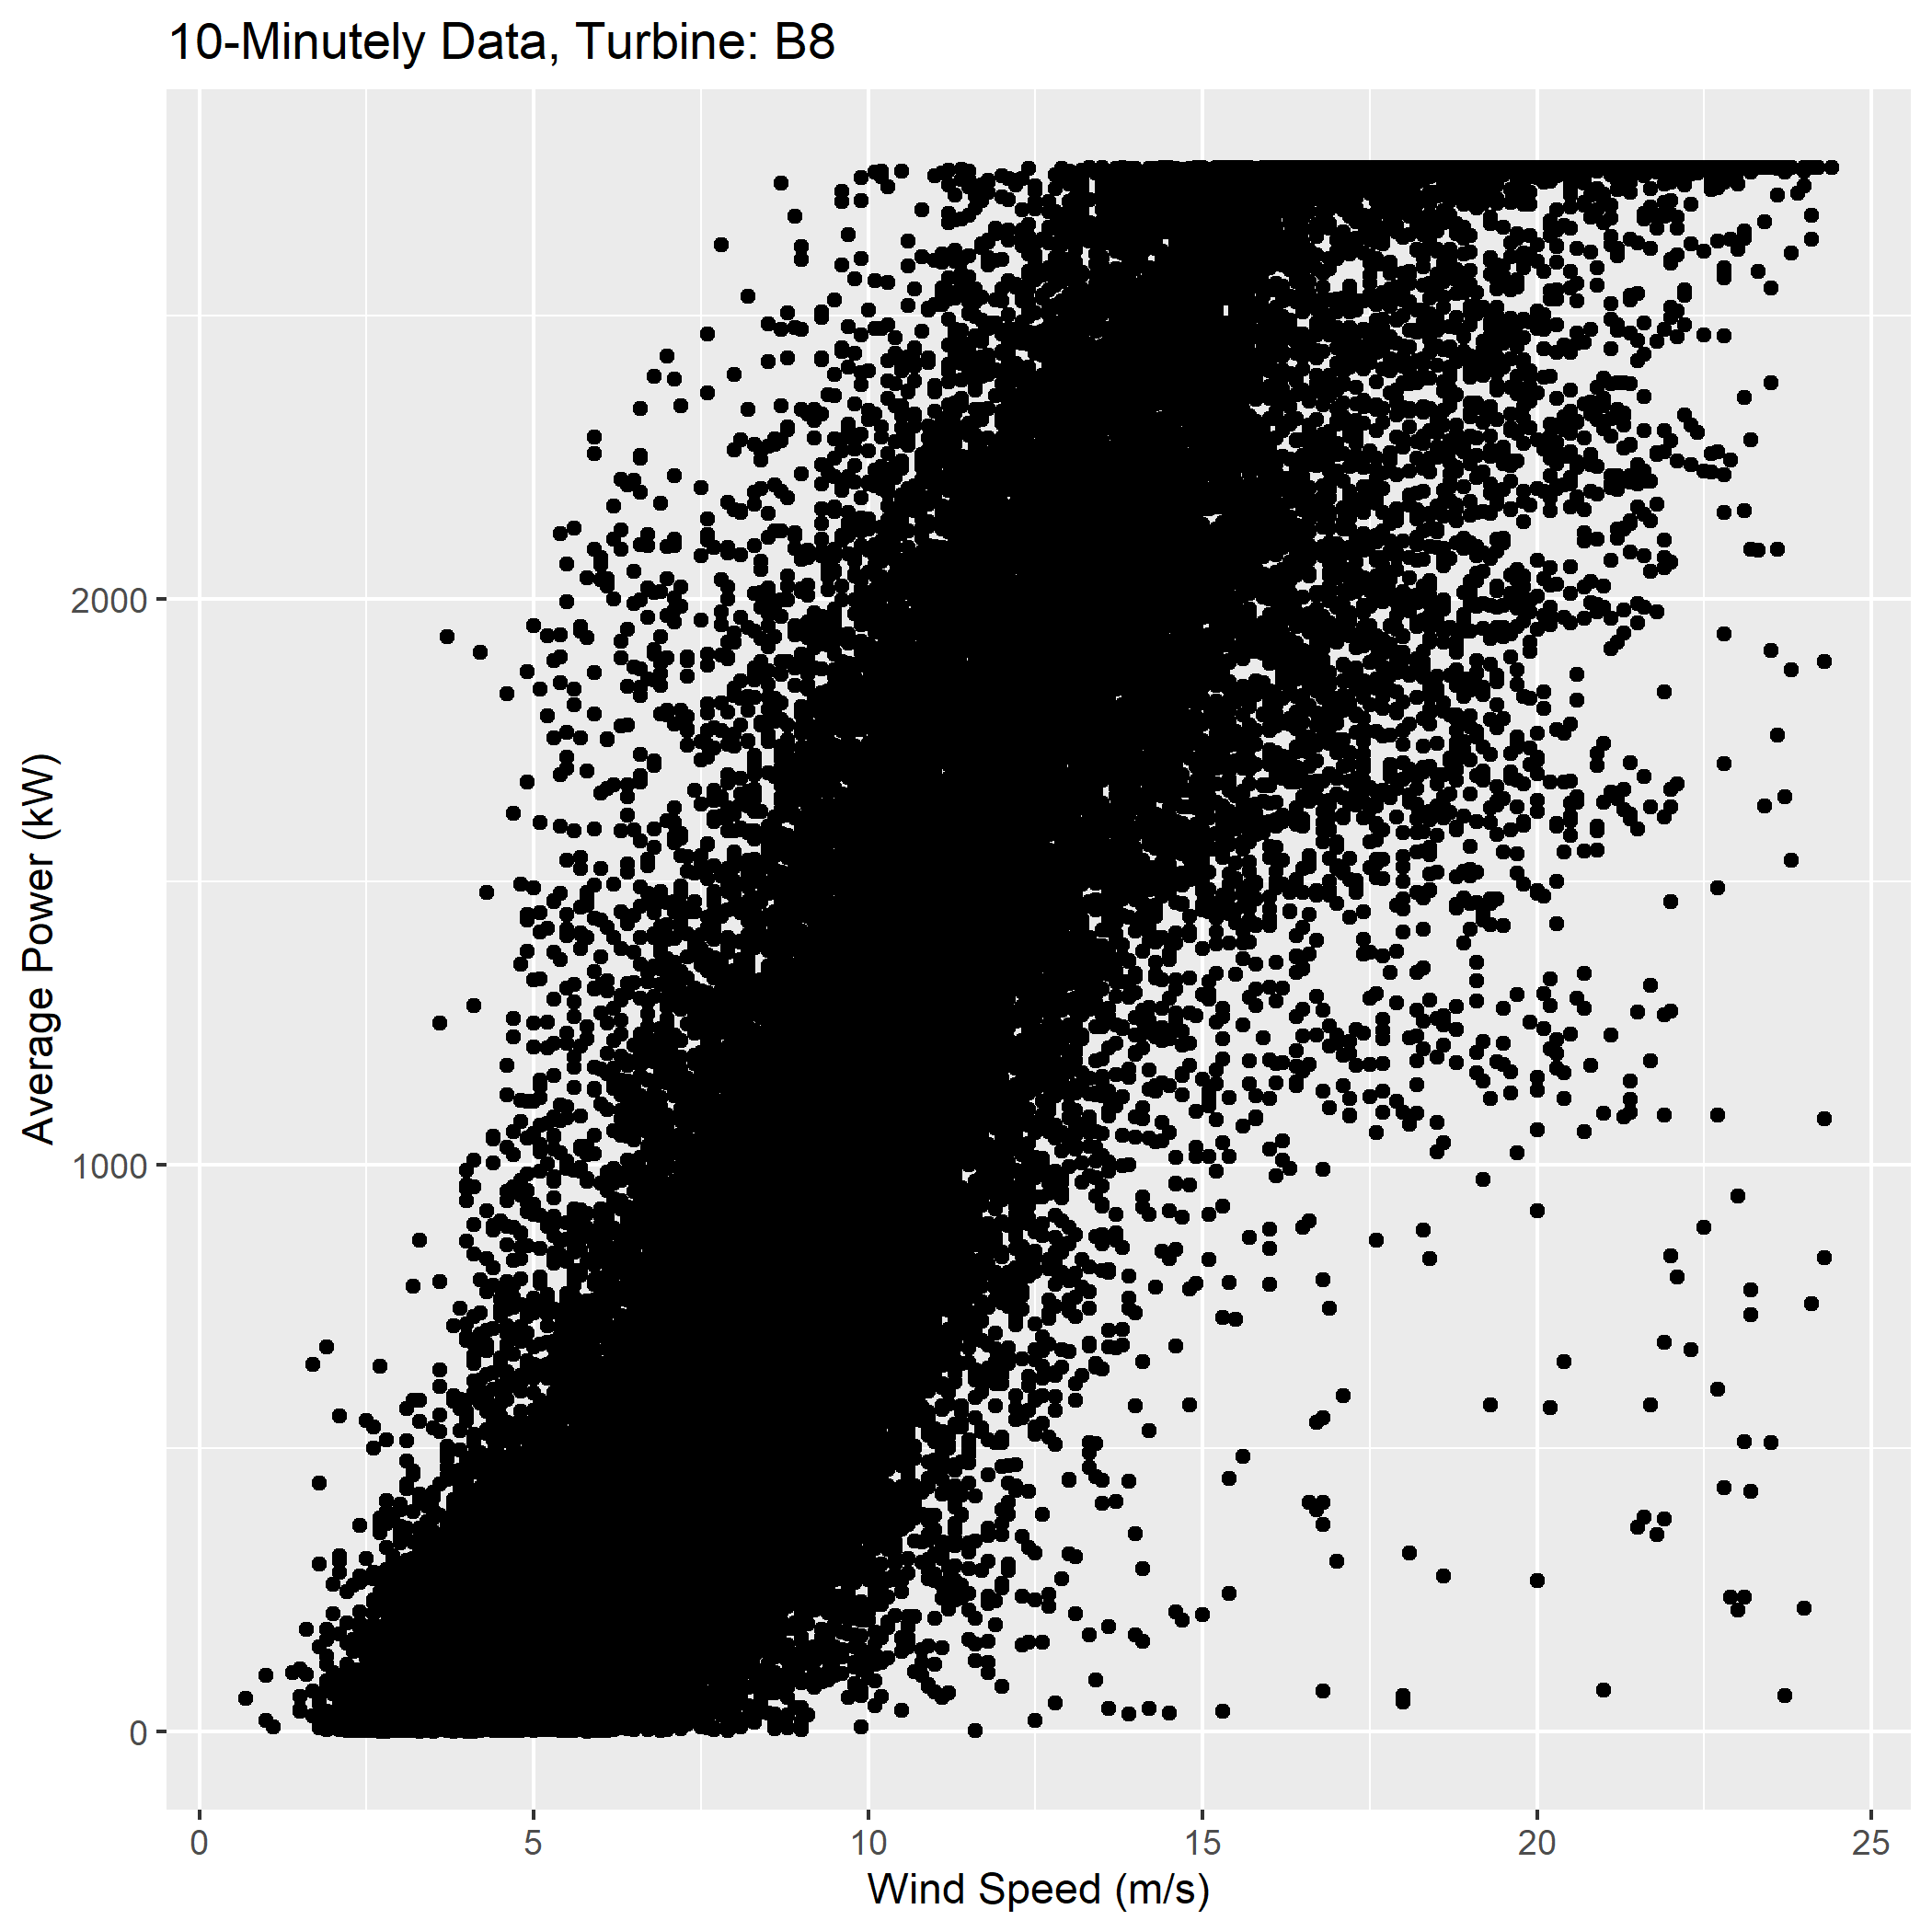 10-Minutely Data, Turbine: B8
Average Power (kW)
2000
1000
0
0 5 10 15 20 25
Wind Speed (m/s)